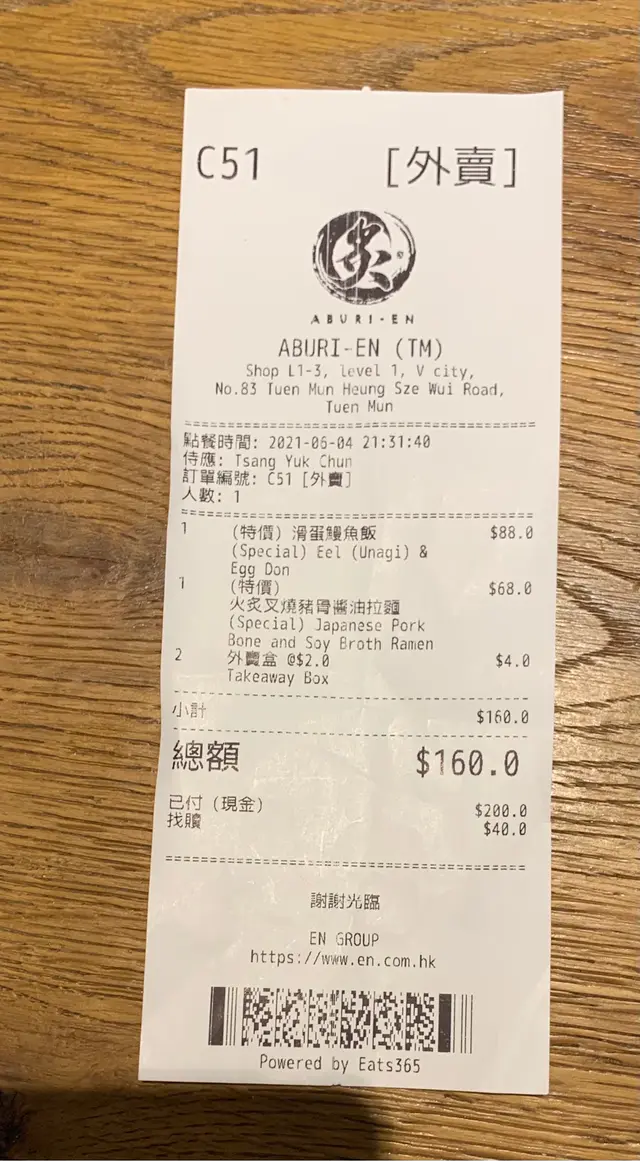 C51 [外賣]
炙
ABURI-EN
ABURI-EN (TM)
Shop L1-3, level 1, V city,
No.83 Tuen Mun Heung Sze Wui Road,
Tuen Mun
點餐時間: 2021-06-04 21:31:40
侍應: Tsang Yuk Chun
訂單編號: C51 [外賣]
人數: 1
1 (特價) 滑蛋鰻魚飯 $88.0
(Special) Eel (Unagi) &
Egg Don
1 (特價) $68.0
火炙叉燒豬骨醬油拉麵
(Special) Japanese Pork
Bone and Soy Broth Ramen
2 外賣盒 @$2.0 $4.0
Takeaway Box
小計 $160.0
總額 $160.0
已付 (現金) $200.0
找贖 $40.0
謝謝光臨
EN GROUP
https://www.en.com.hk
Powered by Eats365